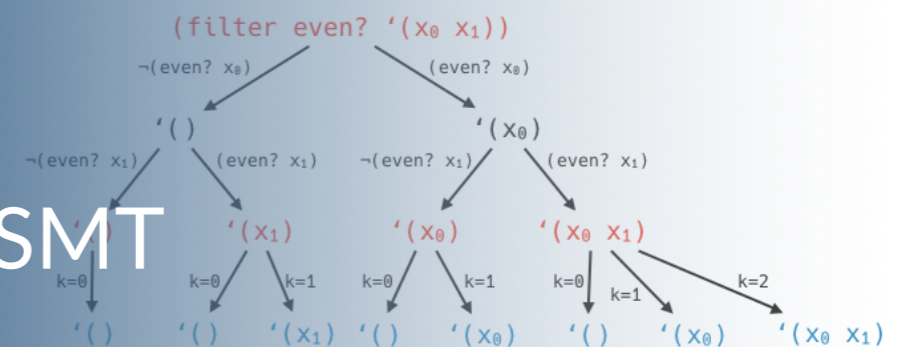 (filter even? ‘(x₀ x₁))
¬(even? x₀) (even? x₀)
‘() ‘(x₀)
¬(even? x₁) (even? x₁) ¬(even? x₁) (even? x₁)
‘() ‘(x₁) ‘(x₀) ‘(x₀ x₁)
SMT
k=0 k=0 k=1 k=0 k=1 k=0 k=1 k=2
‘() ‘() ‘(x₁) ‘() ‘(x₀) ‘() ‘(x₀) ‘(x₀ x₁)